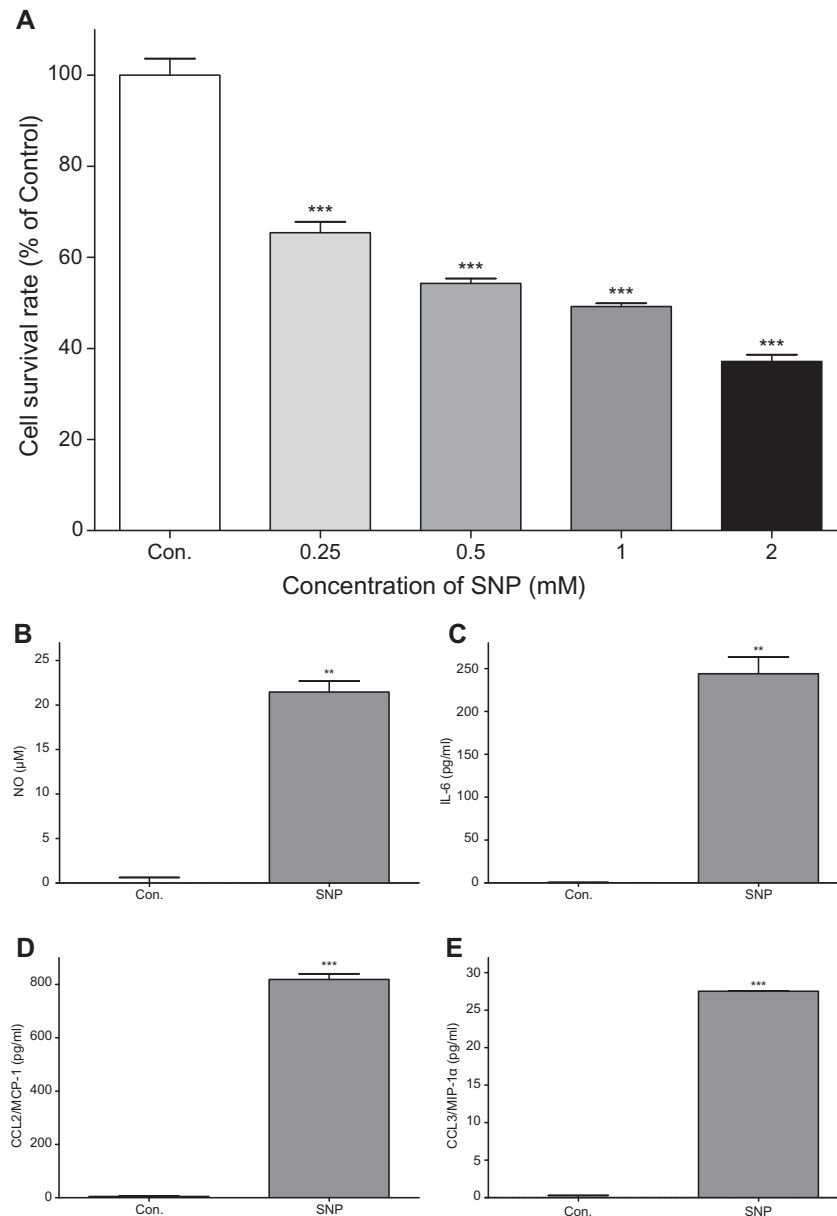 A
Cell survival rate (% of Control)
100
80
60
40
20
0
***
***
***
***
Con.
0.25
0.5
1
2
Concentration of SNP (mM)
B
NO (µM)
25
20
15
10
5
0
**
Con.
SNP
C
IL-6 (pg/ml)
250
200
150
100
50
0
**
Con.
SNP
D
CCL2/MCP-1 (pg/ml)
800
600
400
200
0
***
Con.
SNP
E
CCL3/MIP-1α (pg/ml)
30
25
20
15
10
5
0
***
Con.
SNP